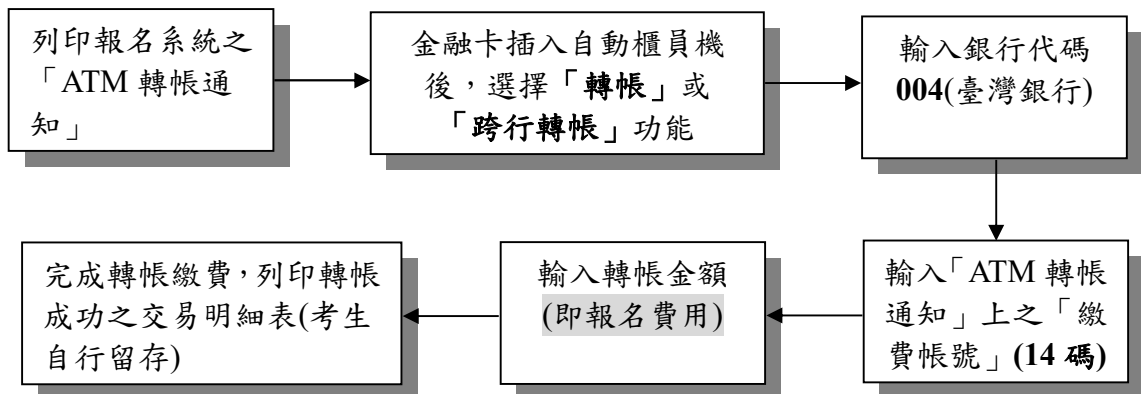 列印報名系統之
「ATM 轉帳通
知」
金融卡插入自動櫃員機
後，選擇「轉帳」或
「跨行轉帳」功能
輸入銀行代碼
004(臺灣銀行)
輸入「ATM 轉帳
通知」上之「繳
費帳號」(14 碼)
輸入轉帳金額
(即報名費用)
完成轉帳繳費，列印轉帳
成功之交易明細表(考生
自行留存)